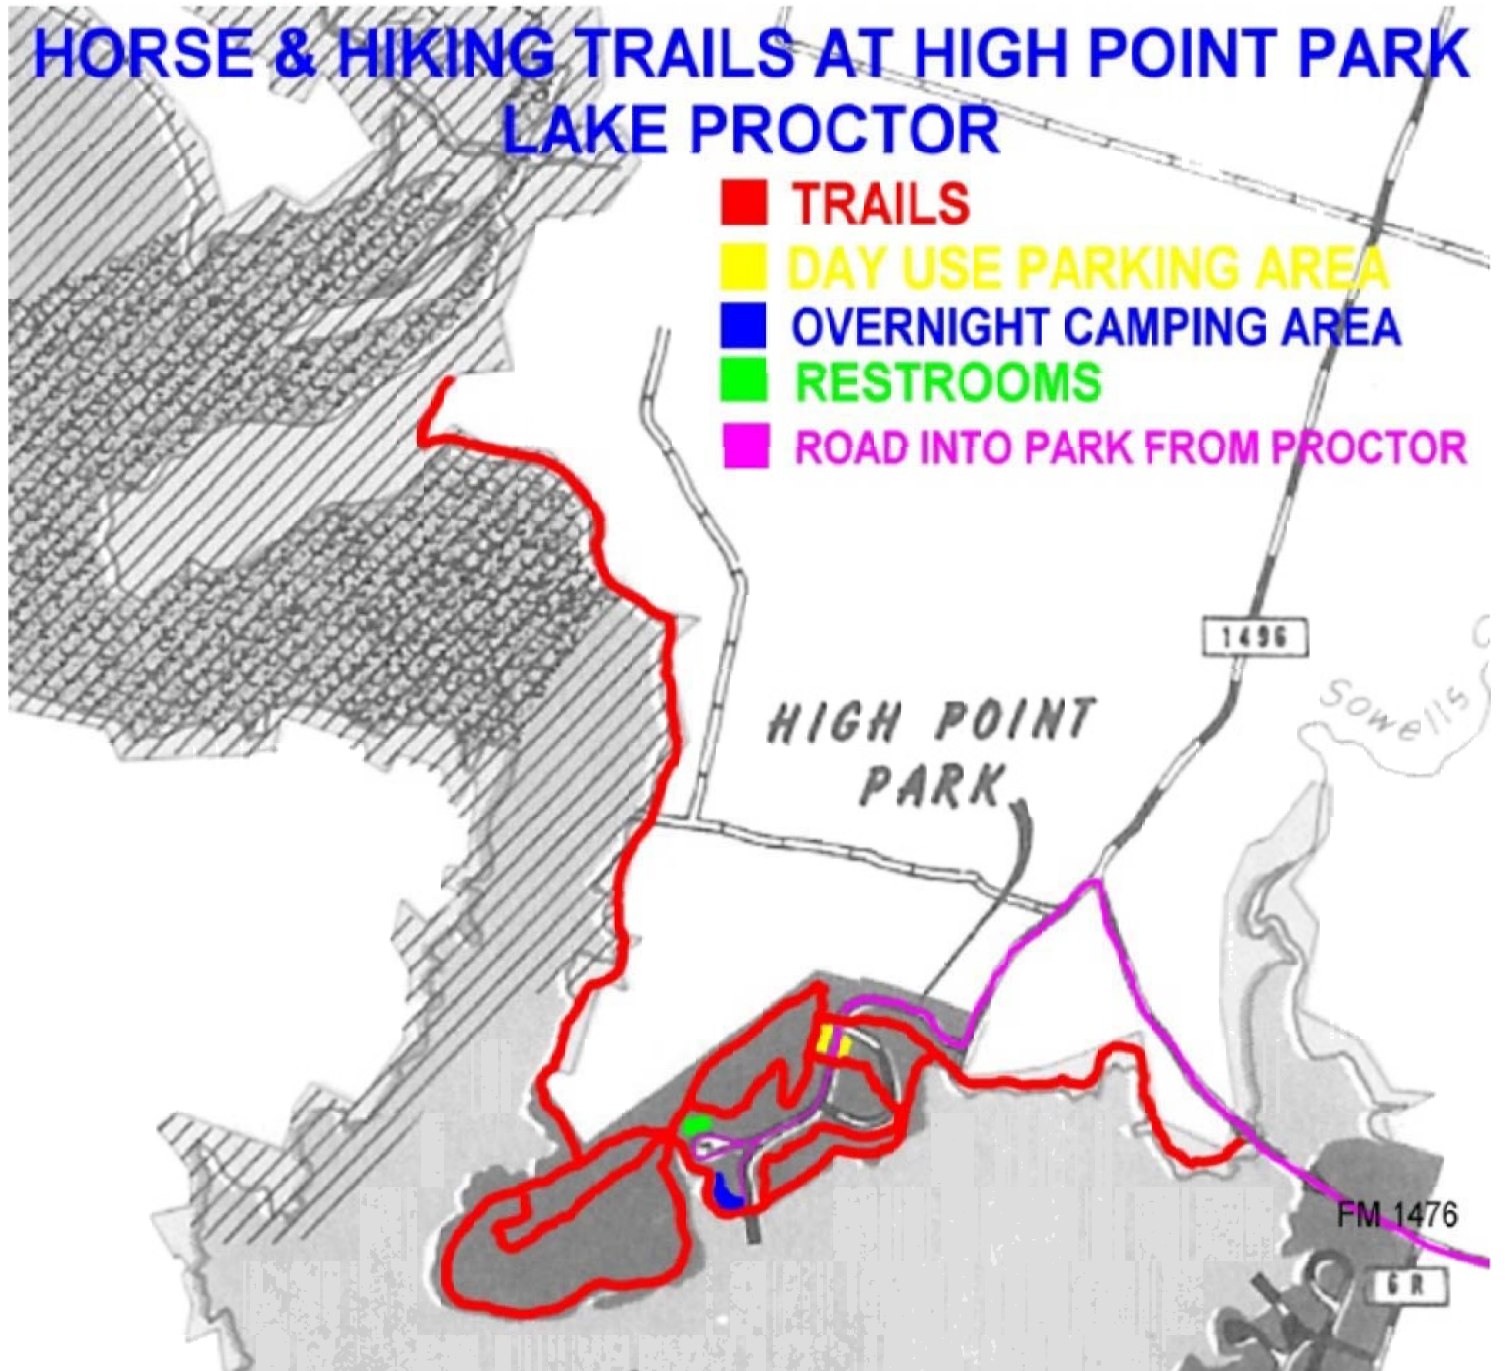 HORSE & HIKING TRAILS AT HIGH POINT PARK
LAKE PROCTOR
TRAILS
DAY USE PARKING AREA
OVERNIGHT CAMPING AREA
RESTROOMS
ROAD INTO PARK FROM PROCTOR
1496
Sowells
HIGH POINT
PARK
FM 1476
6 R